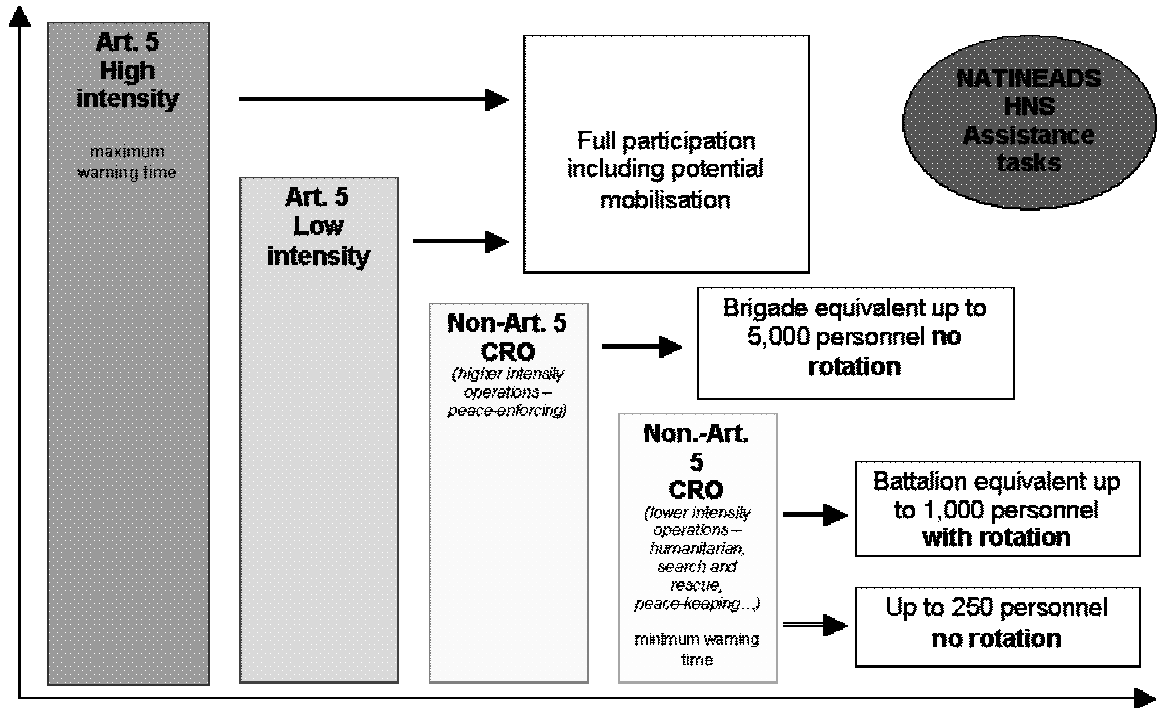 Art. 5
High
intensity
maximum
warning time
Art. 5
Low
intensity
Full participation
including potential
mobilisation
NATINEADS
HNS
Assistance
tasks
Non-Art. 5
CRO
(higher intensity
operations –
peace-enforcing)
Brigade equivalent up to
5,000 personnel no
rotation
Non.-Art.
5
CRO
(lower intensity
operations –
humanitarian,
search and
rescue,
peace-keeping...)
minimum warning
time
Battalion equivalent up
to 1,000 personnel
with rotation
Up to 250 personnel
no rotation